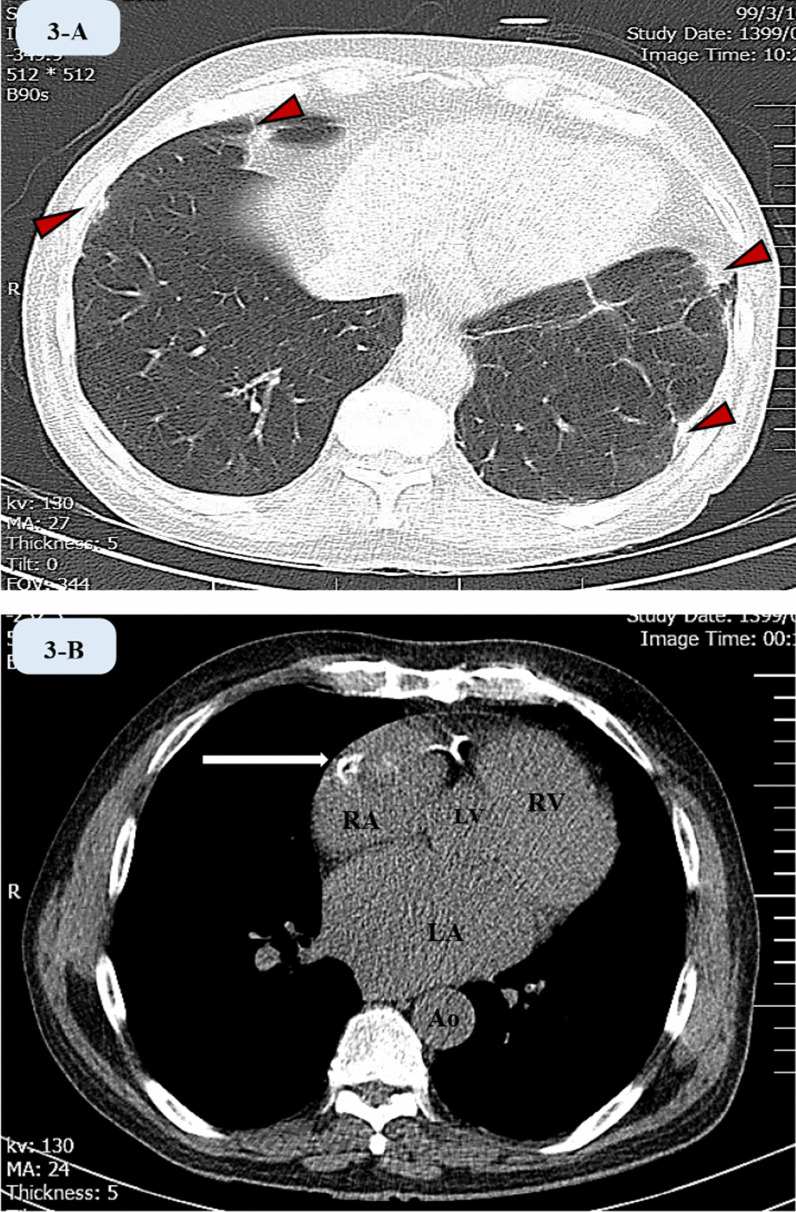 3-A
99/3/1
Study Date: 1399/0
Image Time: 10:2
512 * 512
B90s
R
kv: 130
MA: 27
Thickness: 5
Tilt: 0
FOV: 344
3-B
Study Date: 1399/0
Image Time: 00:1
RA
LV
RV
R
LA
Ao
kv: 130
MA: 24
Thickness: 5